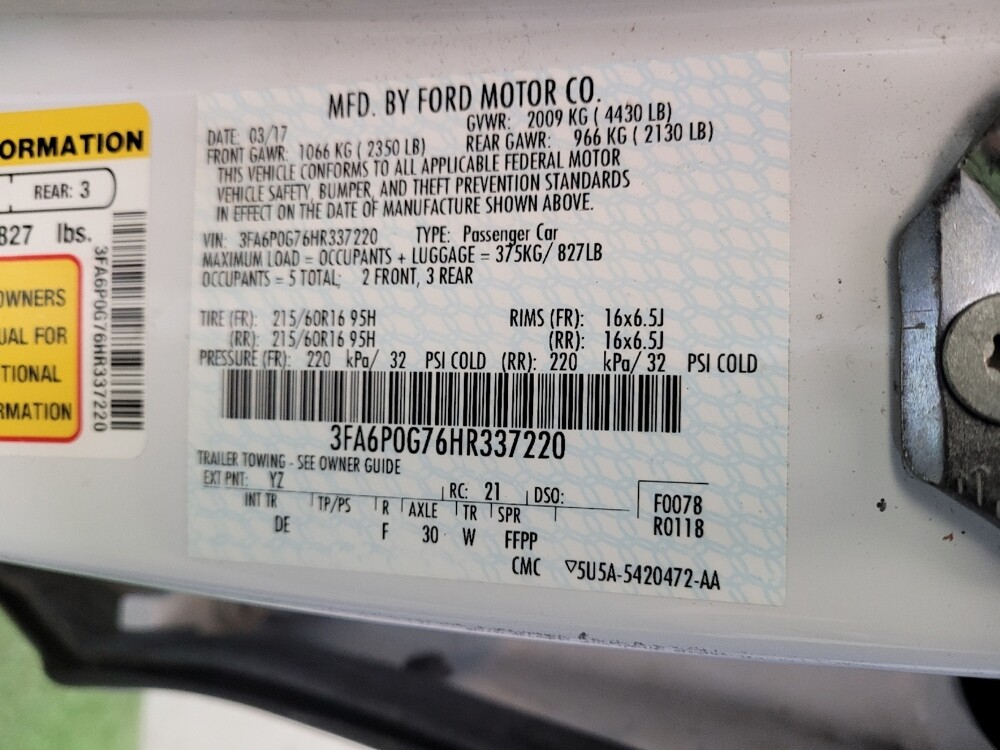 ORMATION
REAR: 3
827 lbs.
OWNERS
UAL FOR
TIONAL
RMATION
3FA6P0G76HR337220
MFD. BY FORD MOTOR CO.
DATE: 03/17
GVWR: 2009 KG ( 4430 LB)
FRONT GAWR: 1066 KG ( 2350 LB)
REAR GAWR: 966 KG ( 2130 LB)
THIS VEHICLE CONFORMS TO ALL APPLICABLE FEDERAL MOTOR
VEHICLE SAFETY, BUMPER, AND THEFT PREVENTION STANDARDS
IN EFFECT ON THE DATE OF MANUFACTURE SHOWN ABOVE.
VIN: 3FA6P0G76HR337220 TYPE: Passenger Car
MAXIMUM LOAD = OCCUPANTS + LUGGAGE = 375KG/ 827LB
OCCUPANTS = 5 TOTAL; 2 FRONT, 3 REAR
TIRE (FR): 215/60R16 95H RIMS (FR): 16x6.5J
(RR): 215/60R16 95H (RR): 16x6.5J
PRESSURE (FR): 220 kPa/ 32 PSI COLD (RR): 220 kPa/ 32 PSI COLD
3FA6P0G76HR337220
TRAILER TOWING - SEE OWNER GUIDE
EXT PNT: YZ RC: 21 DSO:
INT TR TP/PS R AXLE TR SPR
DE F 30 W FFPP
F0078
R0118
CMC ▽5U5A-5420472-AA